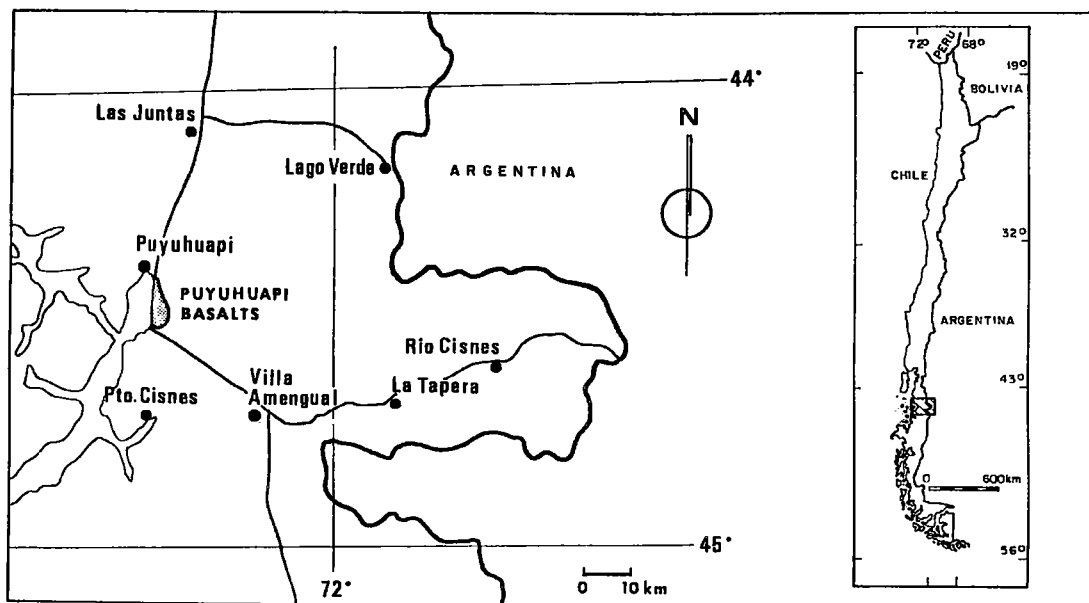 44°
Las Juntas
Lago Verde
ARGENTINA
N
Puyuhuapi
PUYUHUAPI
BASALTS
Río Cisnes
La Tapera
Villa
Amengual
Pto. Cisnes
45°
72°
0 10 km
72° 68°
PERU
19°
BOLIVIA
CHILE
32°
ARGENTINA
43°
0 600km
56°